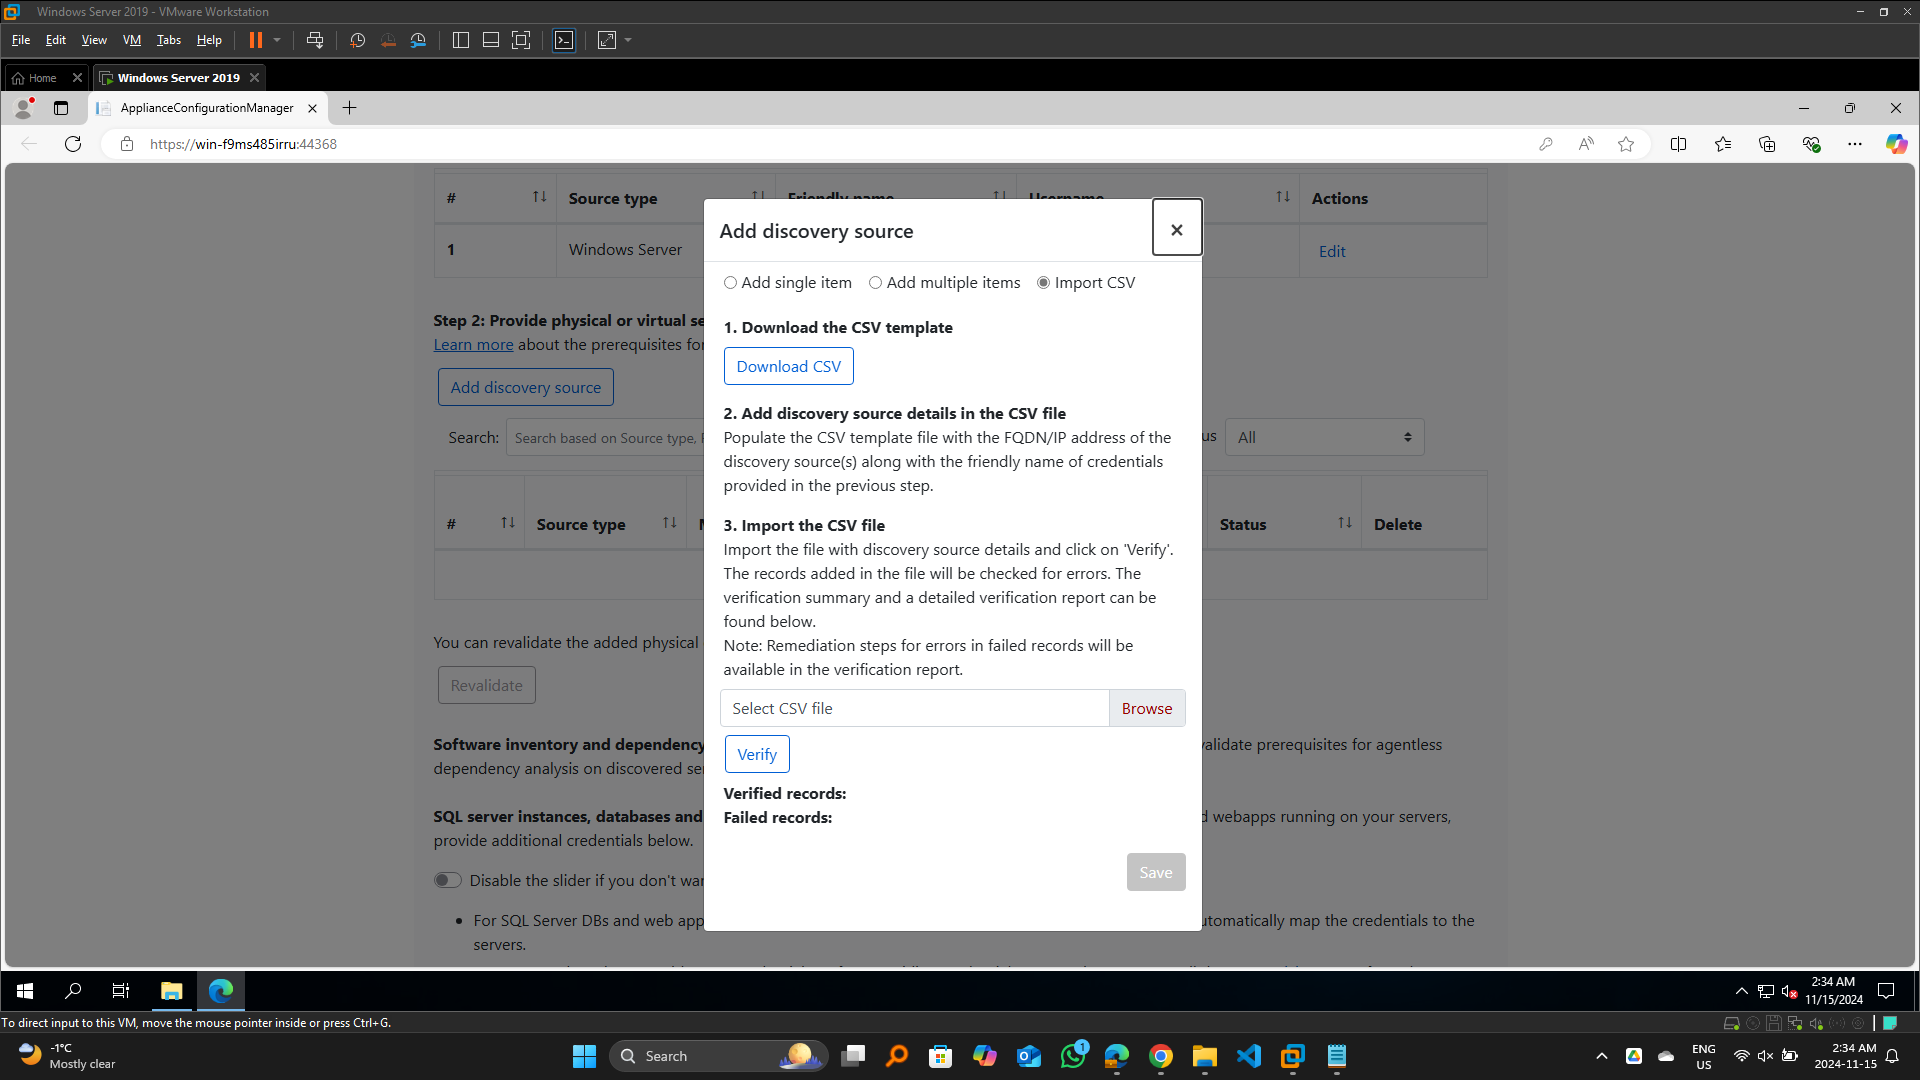 Windows Server 2019 - VMware Workstation
File Edit View VM Tabs Help
Home Windows Server 2019
ApplianceConfigurationManager
https://win-f9ms485irru:44368
# Source type Friendly name Username Actions
1 Windows Server Edit
Add discovery source
Add single item Add multiple items Import CSV
1. Download the CSV template
Download CSV
2. Add discovery source details in the CSV file
Populate the CSV template file with the FQDN/IP address of the
discovery source(s) along with the friendly name of credentials
provided in the previous step.
3. Import the CSV file
Import the file with discovery source details and click on 'Verify'.
The records added in the file will be checked for errors. The
verification summary and a detailed verification report can be
found below.
Note: Remediation steps for errors in failed records will be
available in the verification report.
Select CSV file Browse
Verify
Verified records:
Failed records:
Save
Step 2: Provide physical or virtual se
Learn more about the prerequisites for
Add discovery source
Search: Search based on Source type, us All
# Source type Status Delete
You can revalidate the added physical
Revalidate
Software inventory and dependency alidate prerequisites for agentless
dependency analysis on discovered se
SQL server instances, databases and d webapps running on your servers,
provide additional credentials below.
Disable the slider if you don't wa
• For SQL Server DBs and web app utomatically map the credentials to the
servers.
2:34 AM
11/15/2024
To direct input to this VM, move the mouse pointer inside or press Ctrl+G.
-1°C
Mostly clear
Search
1
ENG
US
2:34 AM
2024-11-15